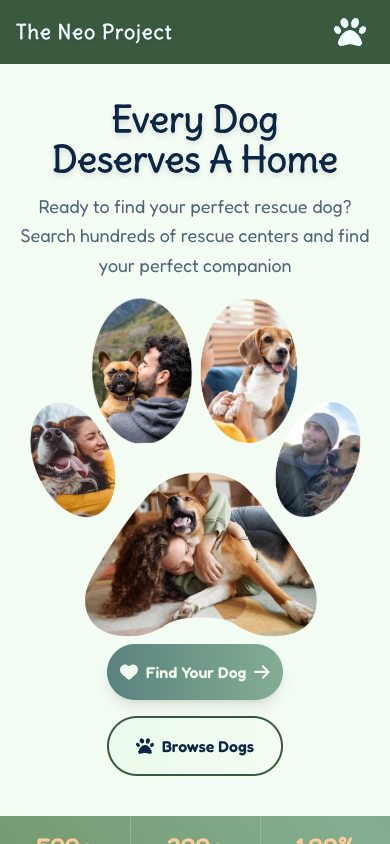 The Neo Project
Every Dog
Deserves A Home
Ready to find your perfect rescue dog?
Search hundreds of rescue centers and find
your perfect companion
Find Your Dog
Browse Dogs